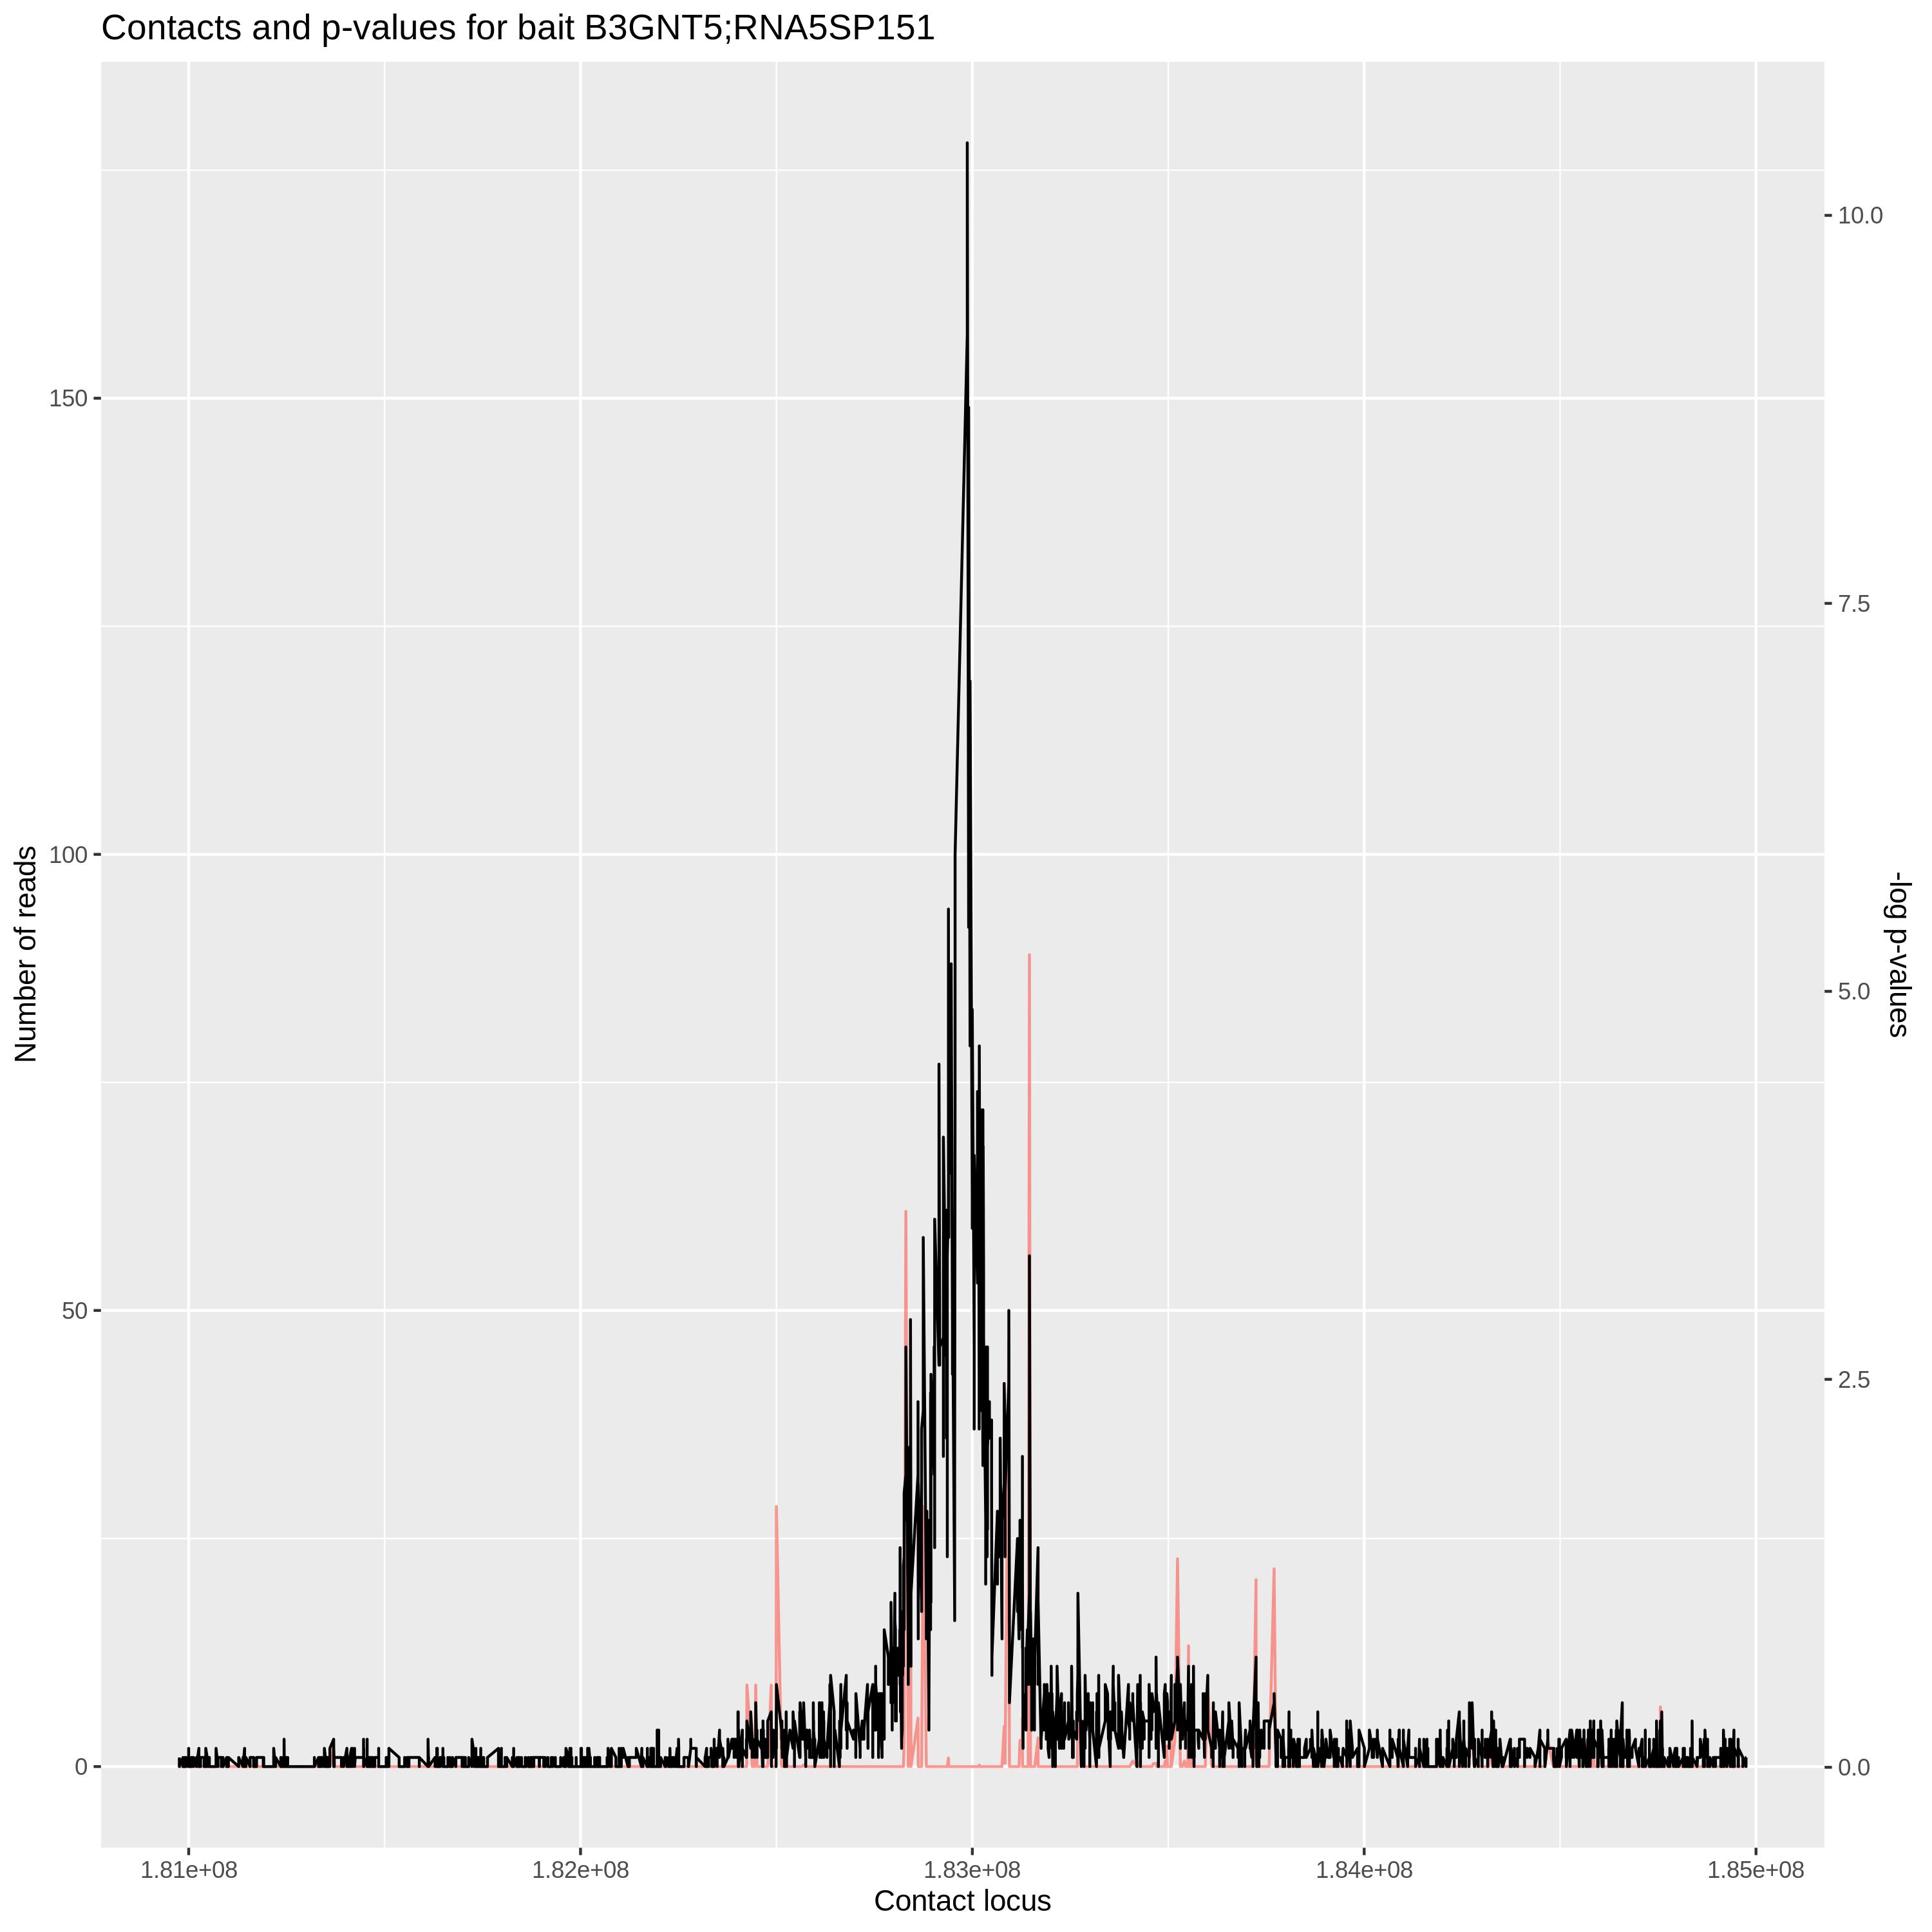 Contacts and p-values for bait B3GNT5;RNA5SP151
Number of reads
150
100
50
0
10.0
7.5
5.0
2.5
0.0
-log p-values
1.81e+08 1.82e+08 1.83e+08 1.84e+08 1.85e+08
Contact locus